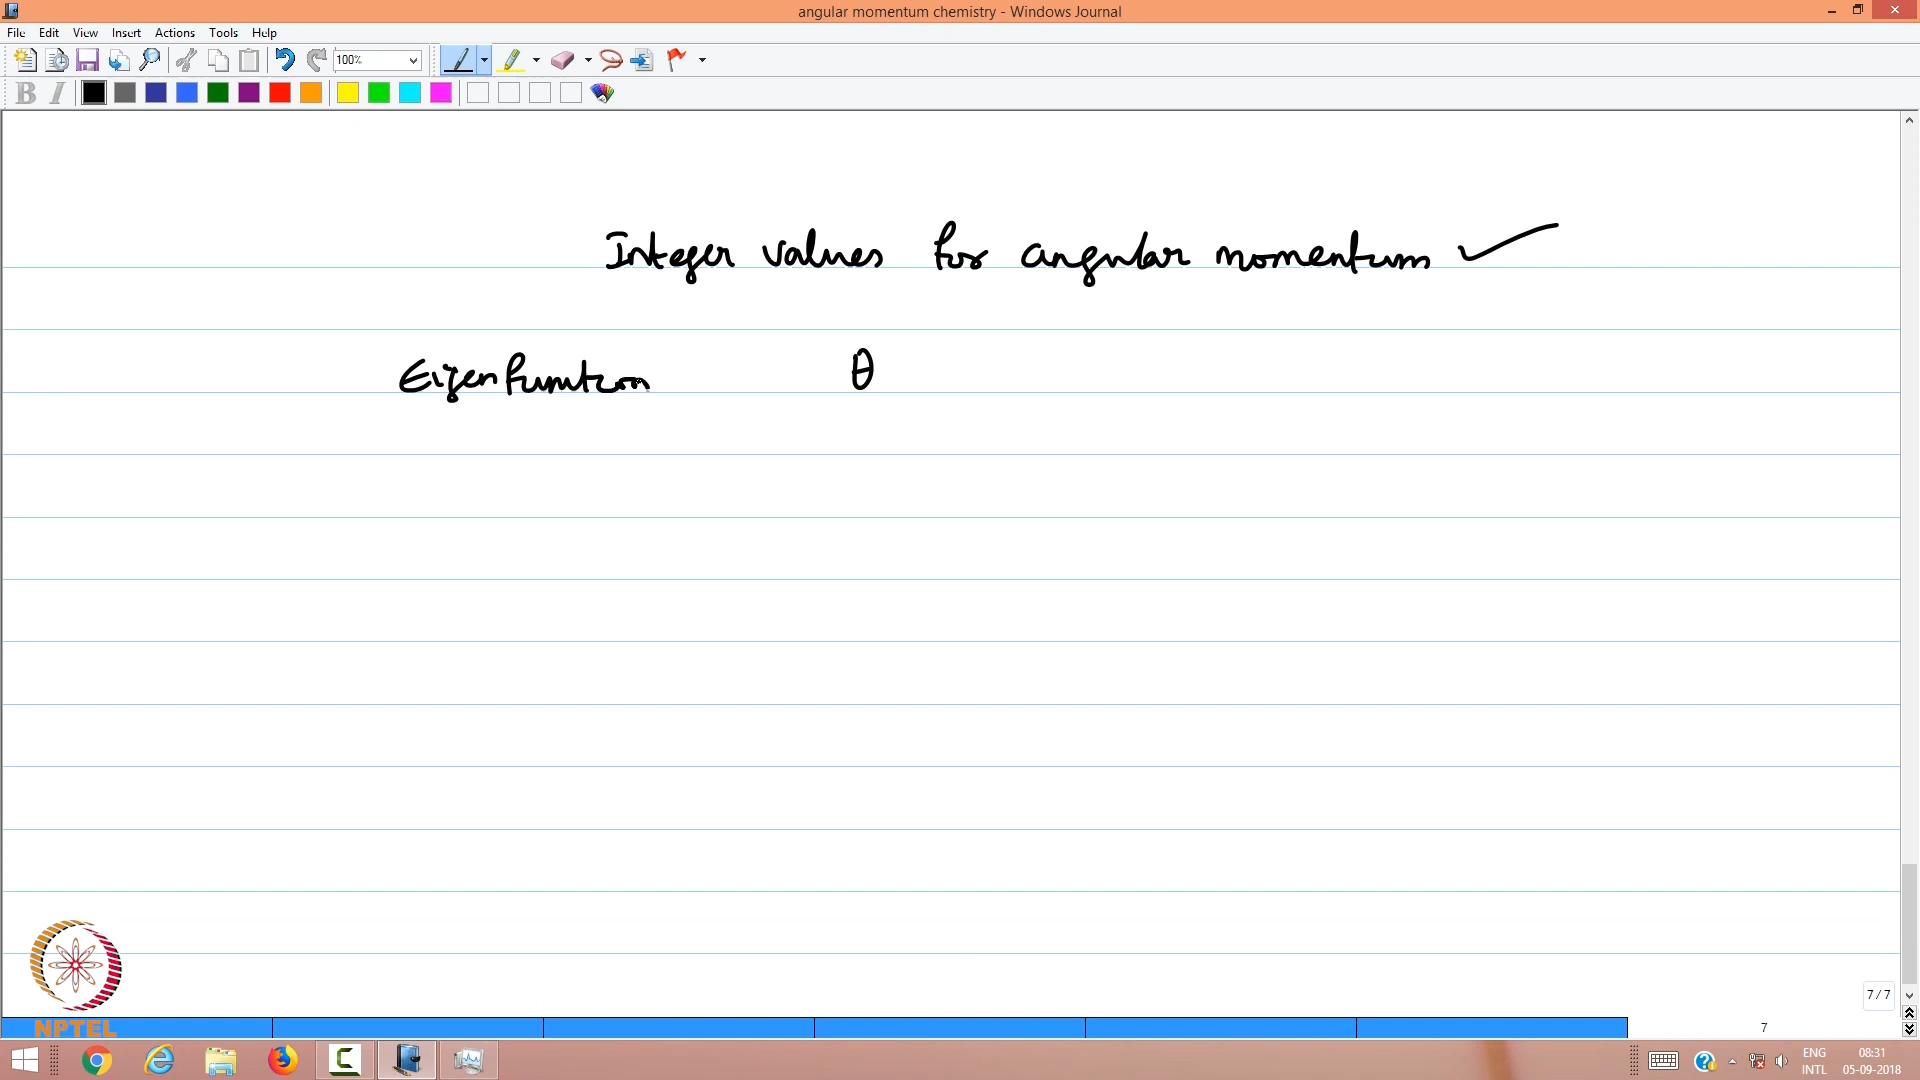 angular momentum chemistry - Windows Journal
File Edit View Insert Actions Tools Help
100%
B I
Integer values for angular momentum ✓
Eigenfunction θ
7 / 7
NPTEL
7
ENG 08:31
INTL 05-09-2018